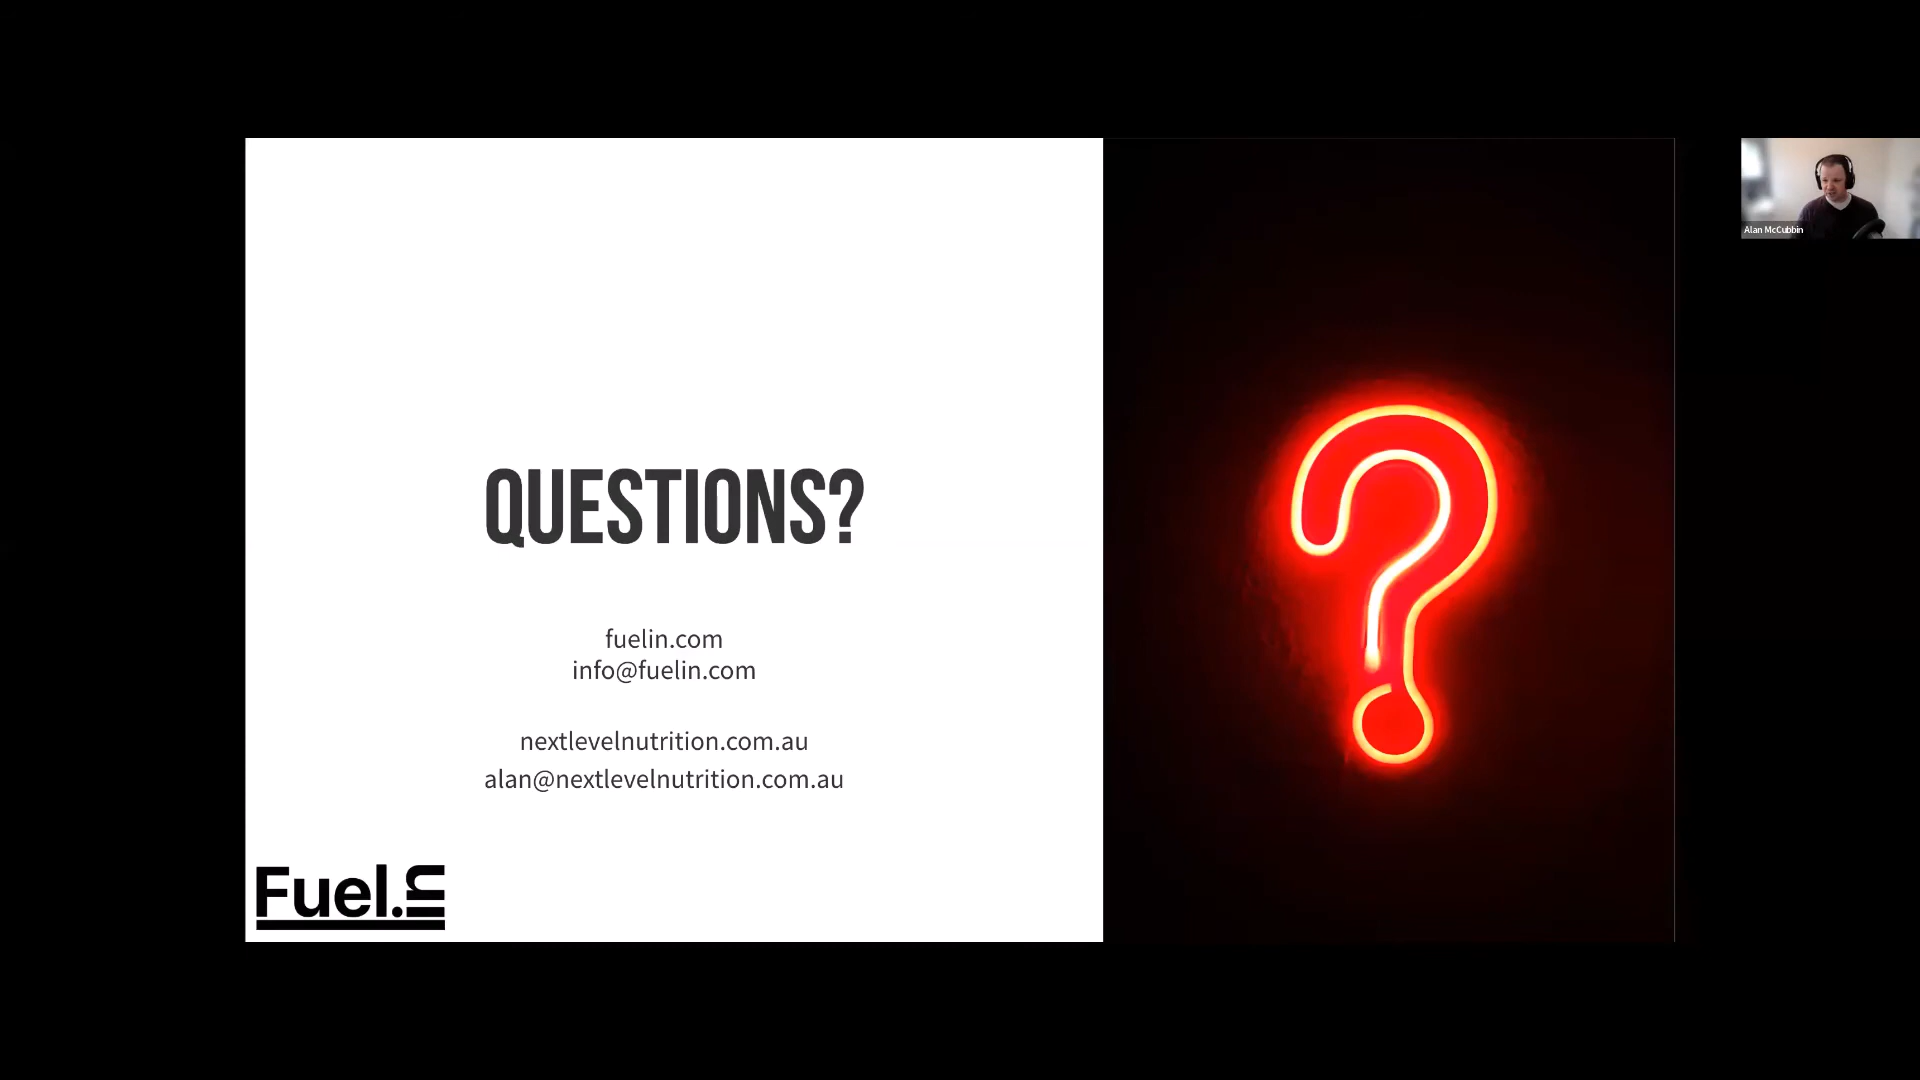 QUESTIONS?
fuelin.com
info@fuelin.com
nextlevelnutrition.com.au
alan@nextlevelnutrition.com.au
Fuel.in
Alan McCubbin